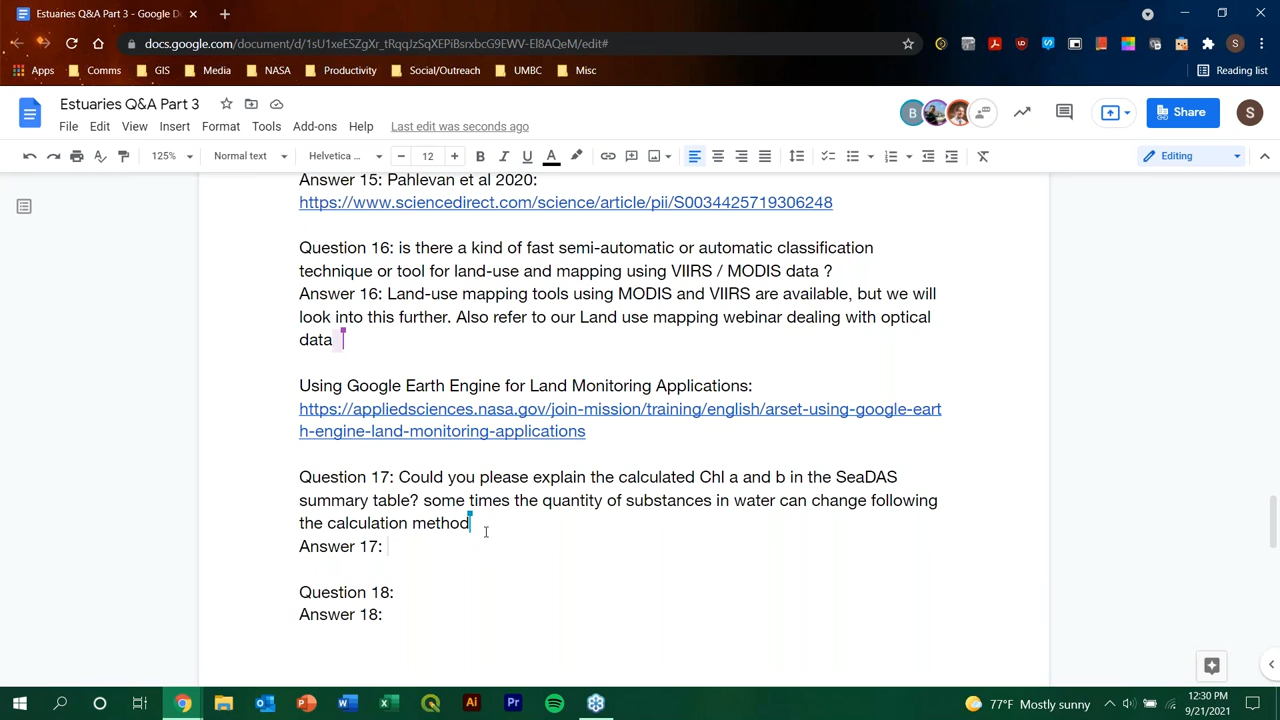 Estuaries Q&A Part 3 - Google D
docs.google.com/document/d/1sU1xeESZgXr_tRqqJzSqXEPiBsrxbcG9EWV-El8AQeM/edit#
Apps Comms GIS Media NASA Productivity Social/Outreach UMBC Misc Reading list
Estuaries Q&A Part 3
B Share S
File Edit View Insert Format Tools Add-ons Help Last edit was seconds ago
125% Normal text Helvetica ... 12 B I U A Editing
Answer 15: Pahlevan et al 2020:
https://www.sciencedirect.com/science/article/pii/S0034425719306248
Question 16: is there a kind of fast semi-automatic or automatic classification
technique or tool for land-use and mapping using VIIRS / MODIS data ?
Answer 16: Land-use mapping tools using MODIS and VIIRS are available, but we will
look into this further. Also refer to our Land use mapping webinar dealing with optical
data
Using Google Earth Engine for Land Monitoring Applications:
https://appliedsciences.nasa.gov/join-mission/training/english/arset-using-google-eart
h-engine-land-monitoring-applications
Question 17: Could you please explain the calculated Chl a and b in the SeaDAS
summary table? some times the quantity of substances in water can change following
the calculation method
Answer 17:
Question 18:
Answer 18:
77°F Mostly sunny
12:30 PM
9/21/2021